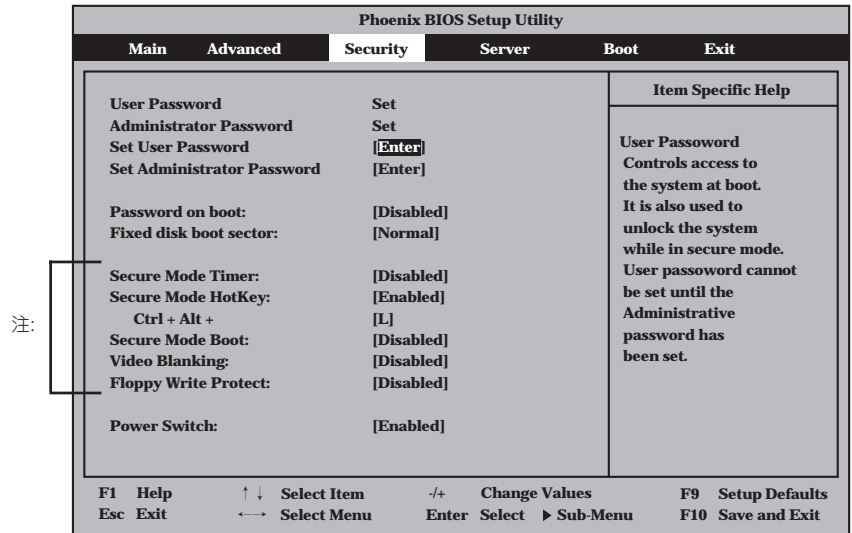 Phoenix BIOS Setup Utility
Main Advanced Security Server Boot Exit
User Password Set
Administrator Password Set
Set User Password [Enter]
Set Administrator Password [Enter]
Password on boot: [Disabled]
Fixed disk boot sector: [Normal]
注:
Secure Mode Timer: [Disabled]
Secure Mode HotKey: [Enabled]
Ctrl + Alt + [L]
Secure Mode Boot: [Disabled]
Video Blanking: [Disabled]
Floppy Write Protect: [Disabled]
Power Switch: [Enabled]
Item Specific Help
User Passoword
Controls access to
the system at boot.
It is also used to
unlock the system
while in secure mode.
User passoword cannot
be set until the
Administrative
password has
been set.
F1 Help ↑↓ Select Item -/+ Change Values F9 Setup Defaults
Esc Exit ←→ Select Menu Enter Select ▶ Sub-Menu F10 Save and Exit